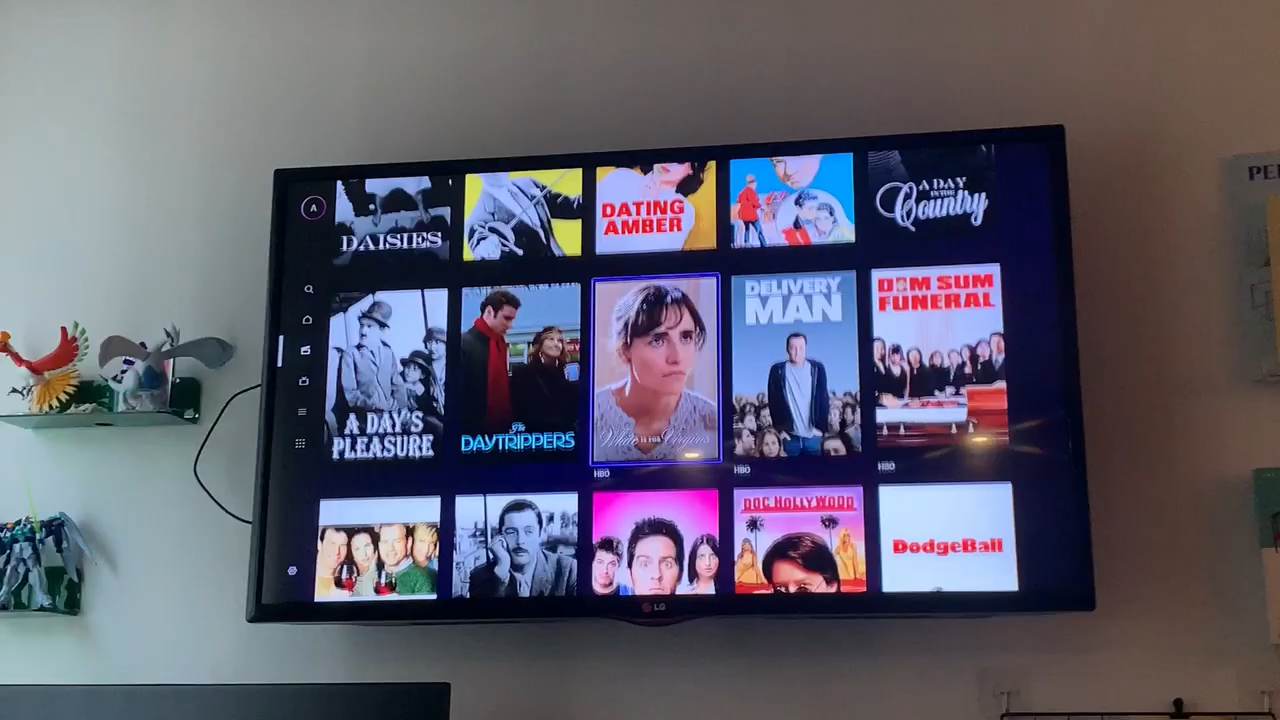 A
DAISIES
DATING
AMBER
A DAY
IN THE
Country
A DAY'S
PLEASURE
The
DAYTRIPPERS
White IS FOR Virgins
HBO
DELIVERY
MAN
HBO
DIM SUM
FUNERAL
HBO
DOC HOLLYWOOD
DodgeBall
LG
PE